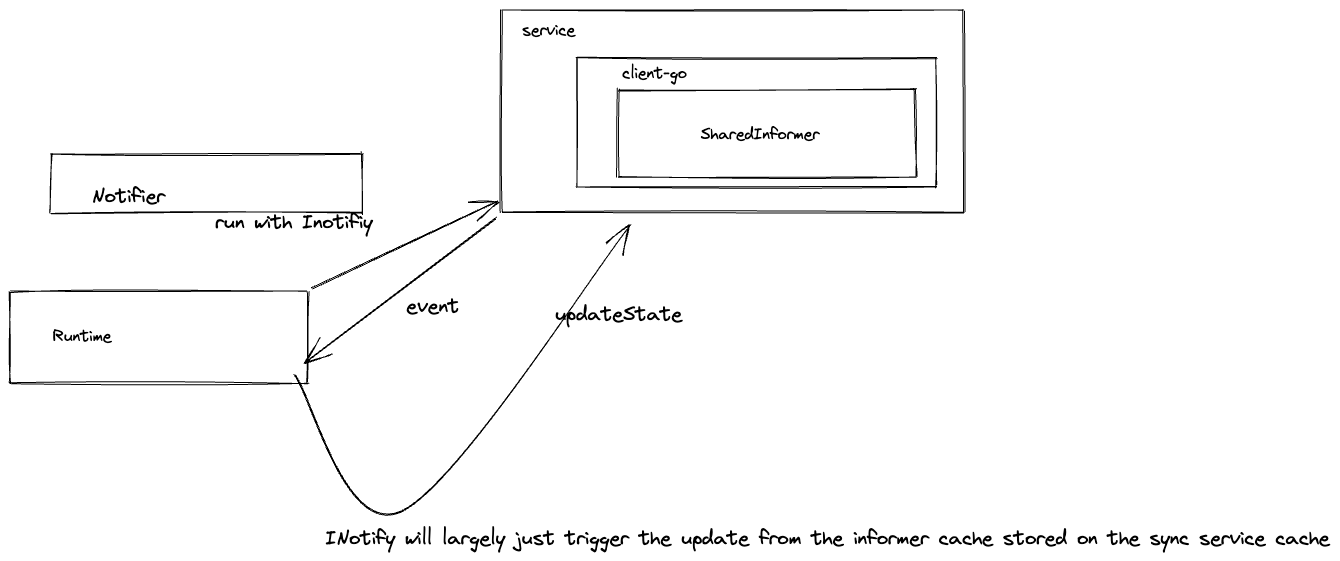 service
client-go
SharedInformer
Notifier
run with Inotifiy
event
updateState
Runtime
INotify will largely just trigger the update from the informer cache stored on the sync service cache